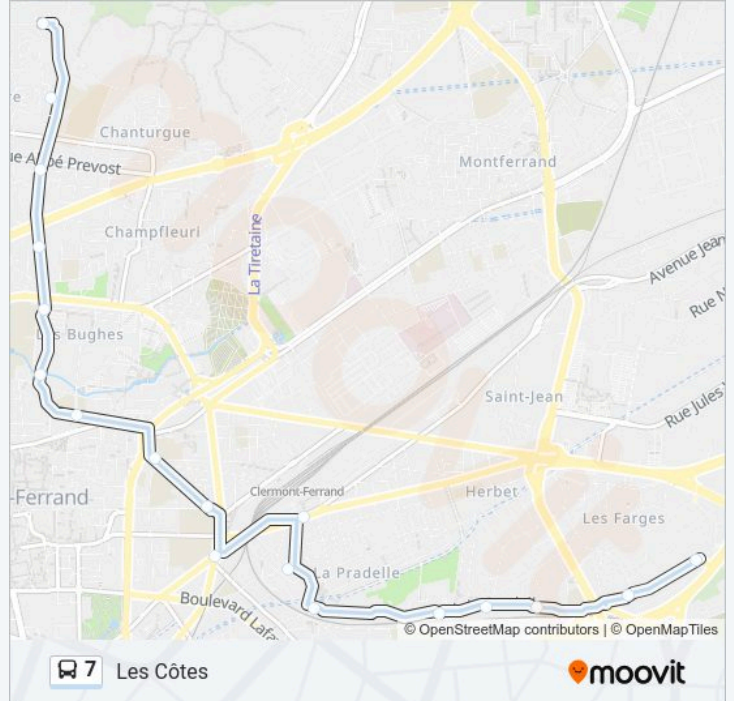 Chanturgue
ue Abbé Prevost
Montferrand
Champfleuri
La Tiretaine
Avenue Jean
Rue N
Les Bughes
Saint-Jean
Rue Jules
-Ferrand
Clermont-Ferrand
Herbet
Les Farges
La Pradelle
Boulevard Lafa
© OpenStreetMap contributors | © OpenMapTiles
7 Les Côtes
moovit